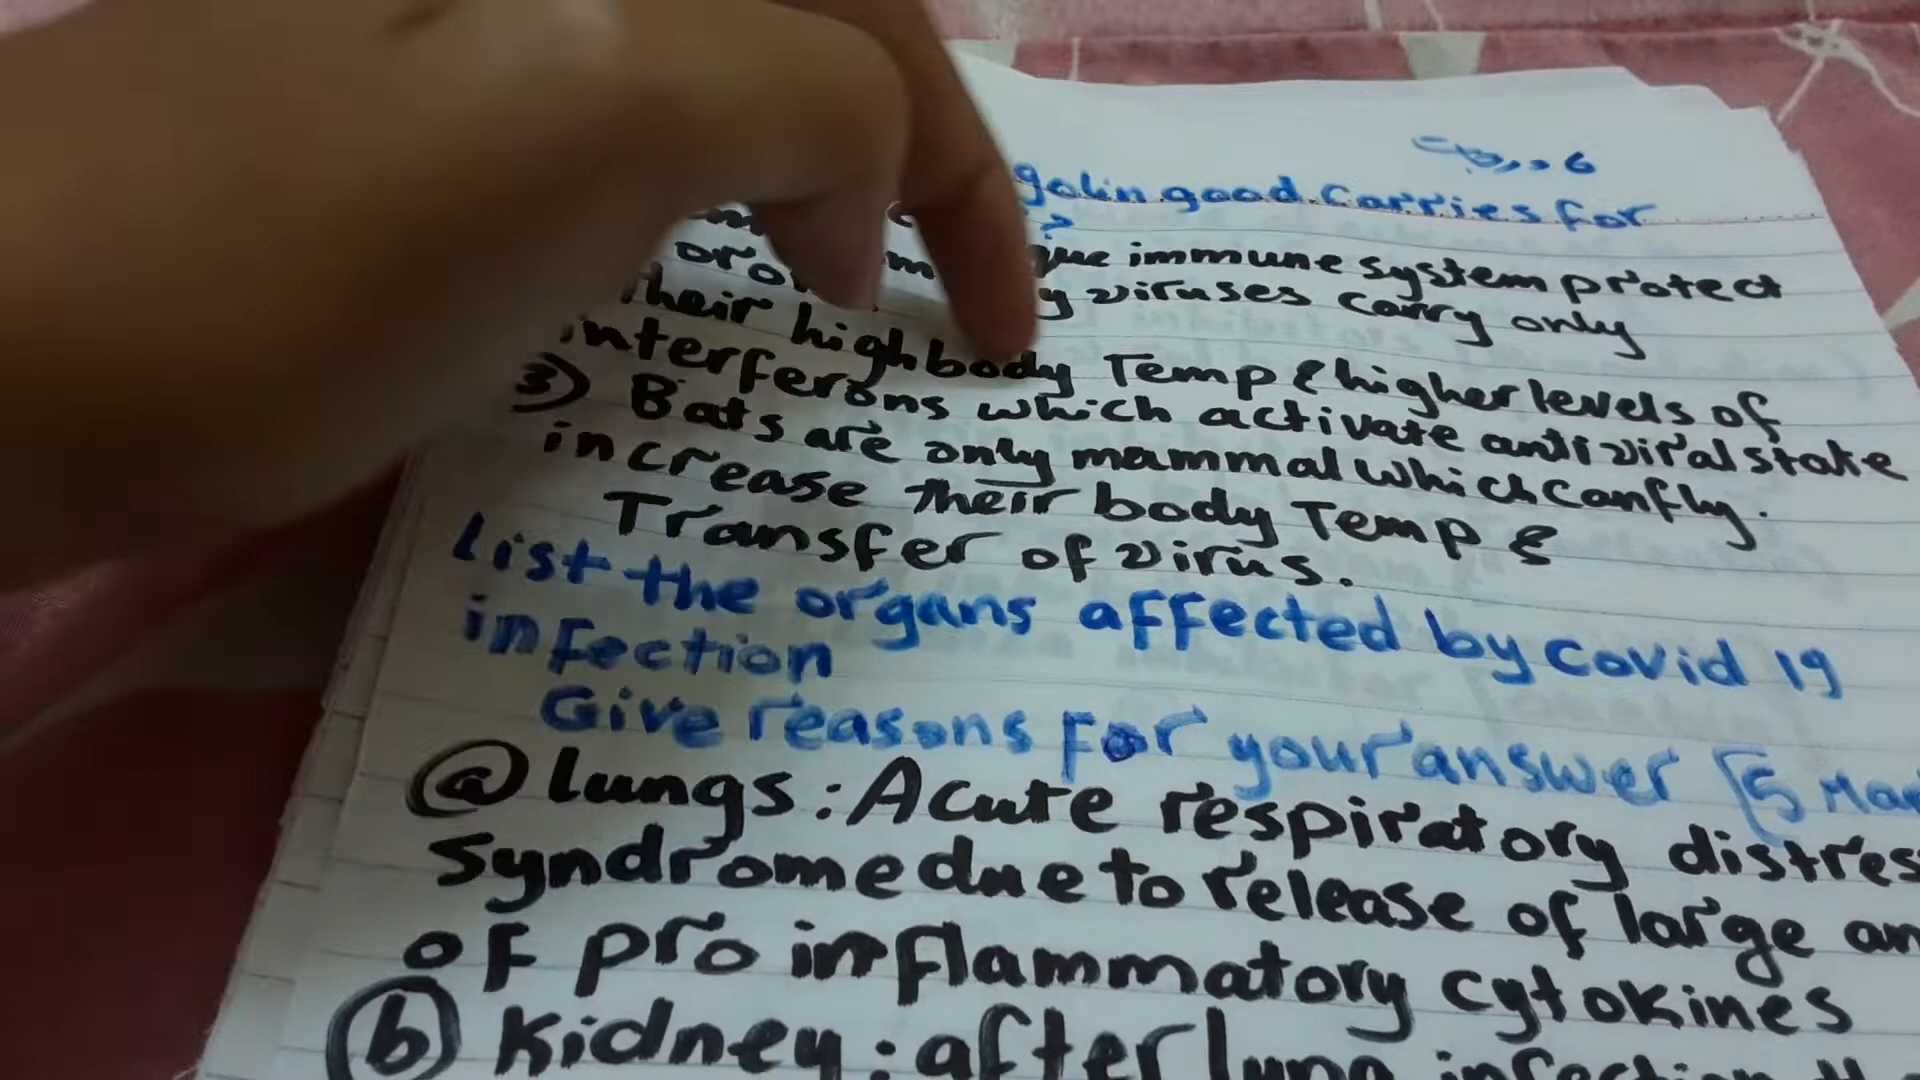 6 درجات
good Carries for
?
immune system protect
viruses carry only
Their high body Temp & higher levels of
interferons which activate antiviral state
3) Bats are only mammal which can fly.
increase their body Temp &
Transfer of virus.
List the organs affected by Covid 19
infection
Give reasons for your answer [5
a lungs: Acute respiratory distres
Syndrome due to release of large
of pro inflammatory cytokines
b Kidney: after lung infection